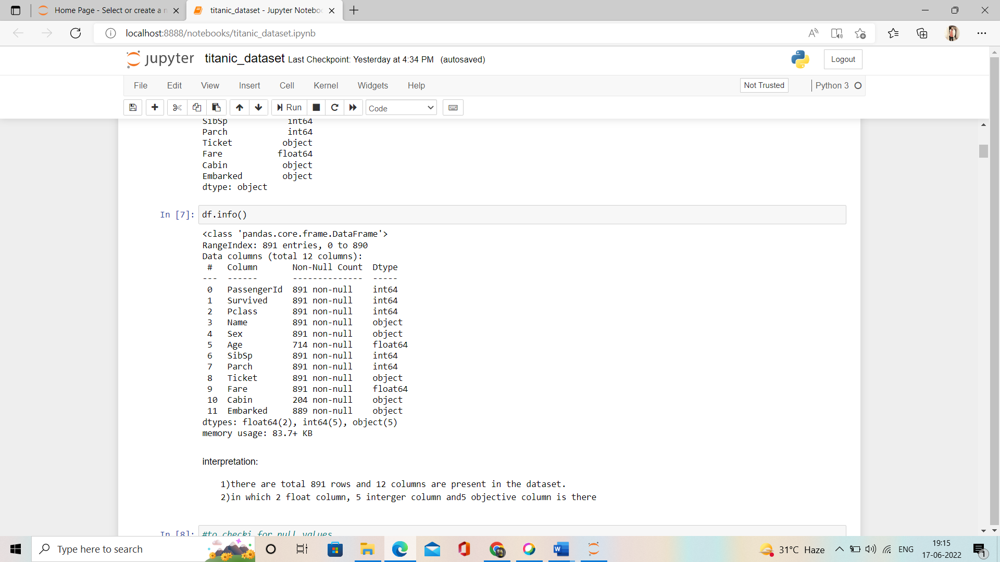 Home Page - Select or create a n
titanic_dataset - Jupyter Notebo
localhost:8888/notebooks/titanic_dataset.ipynb
jupyter titanic_dataset Last Checkpoint: Yesterday at 4:34 PM (autosaved)
Logout
File Edit View Insert Cell Kernel Widgets Help
Not Trusted
Python 3
Run
Code
SibSp int64
Parch int64
Ticket object
Fare float64
Cabin object
Embarked object
dtype: object
In [7]: df.info()
<class 'pandas.core.frame.DataFrame'>
RangeIndex: 891 entries, 0 to 890
Data columns (total 12 columns):
# Column Non-Null Count Dtype
--- ------ -------------- -----
0 PassengerId 891 non-null int64
1 Survived 891 non-null int64
2 Pclass 891 non-null int64
3 Name 891 non-null object
4 Sex 891 non-null object
5 Age 714 non-null float64
6 SibSp 891 non-null int64
7 Parch 891 non-null int64
8 Ticket 891 non-null object
9 Fare 891 non-null float64
10 Cabin 204 non-null object
11 Embarked 889 non-null object
dtypes: float64(2), int64(5), object(5)
memory usage: 83.7+ KB
interpretation:
1)there are total 891 rows and 12 columns are present in the dataset.
2)in which 2 float column, 5 interger column and5 objective column is there
In [8]: #to checki for null values
Type here to search
31°C Haze
ENG
19:15
17-06-2022
1